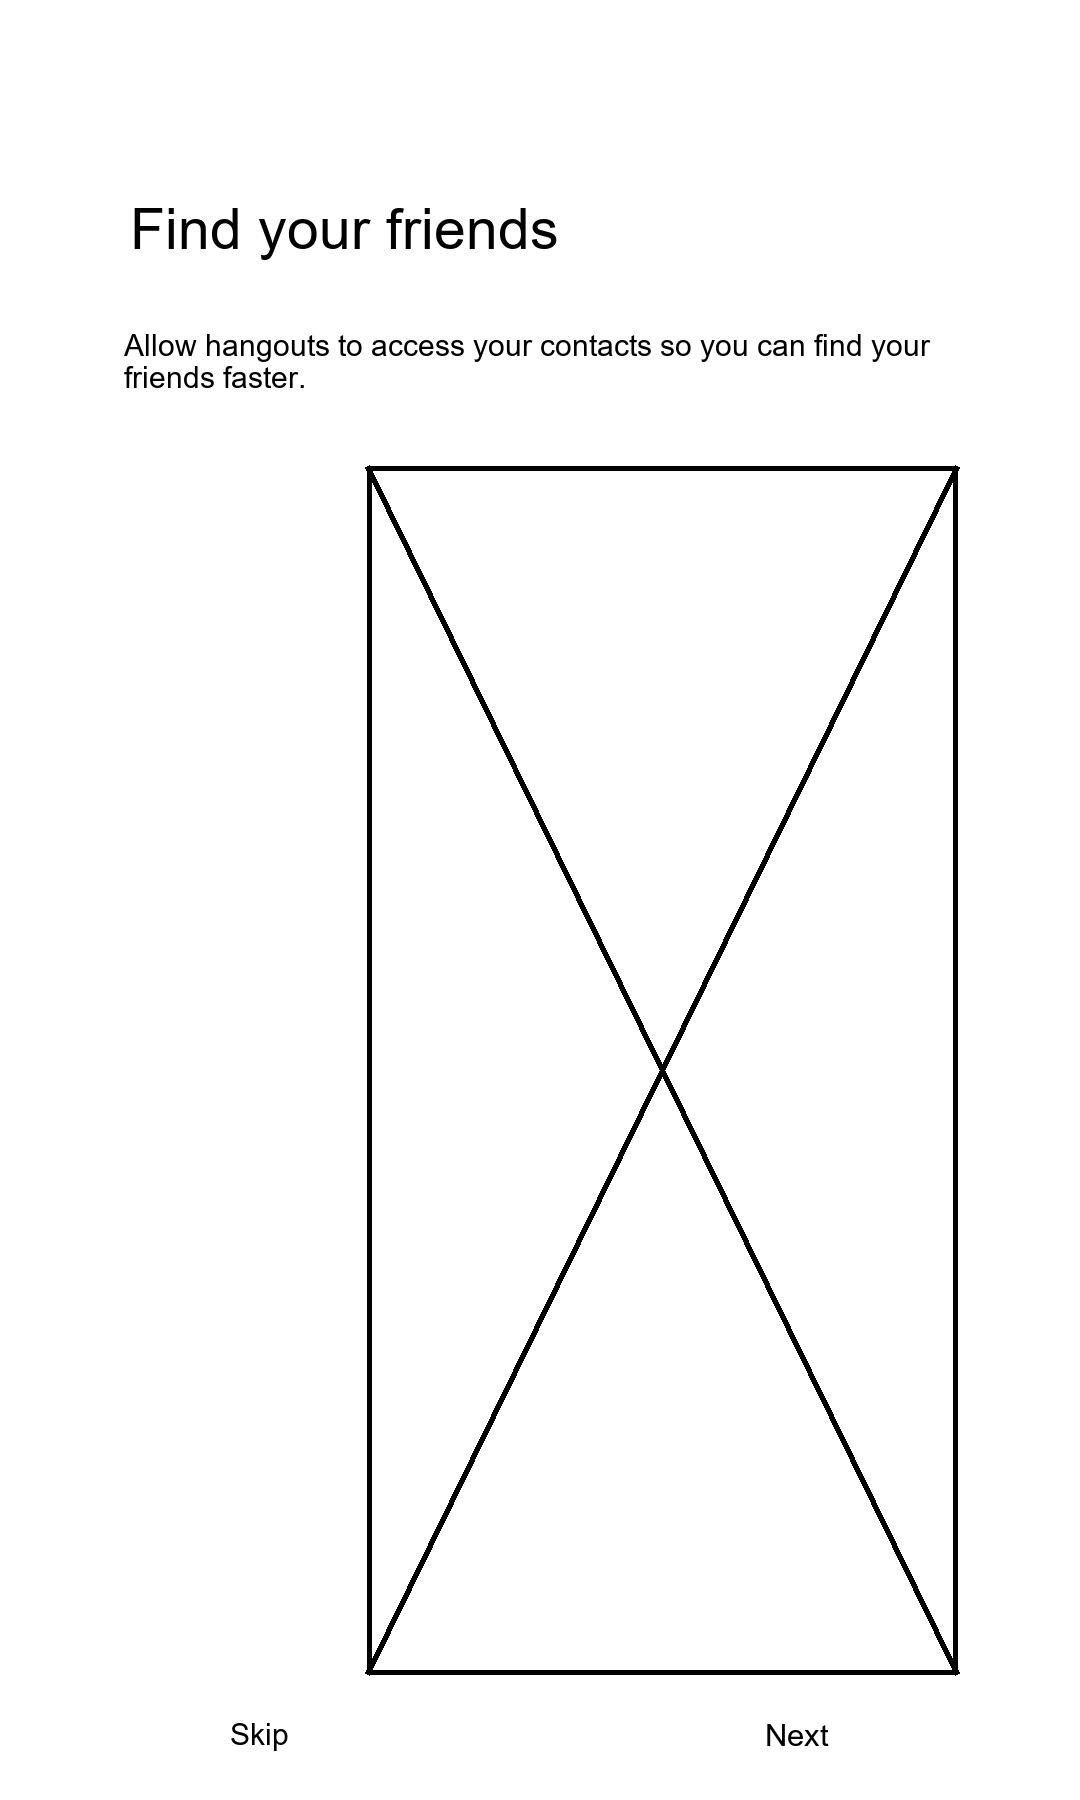 Find your friends
Allow hangouts to access your contacts so you can find your
friends faster.
Skip
Next